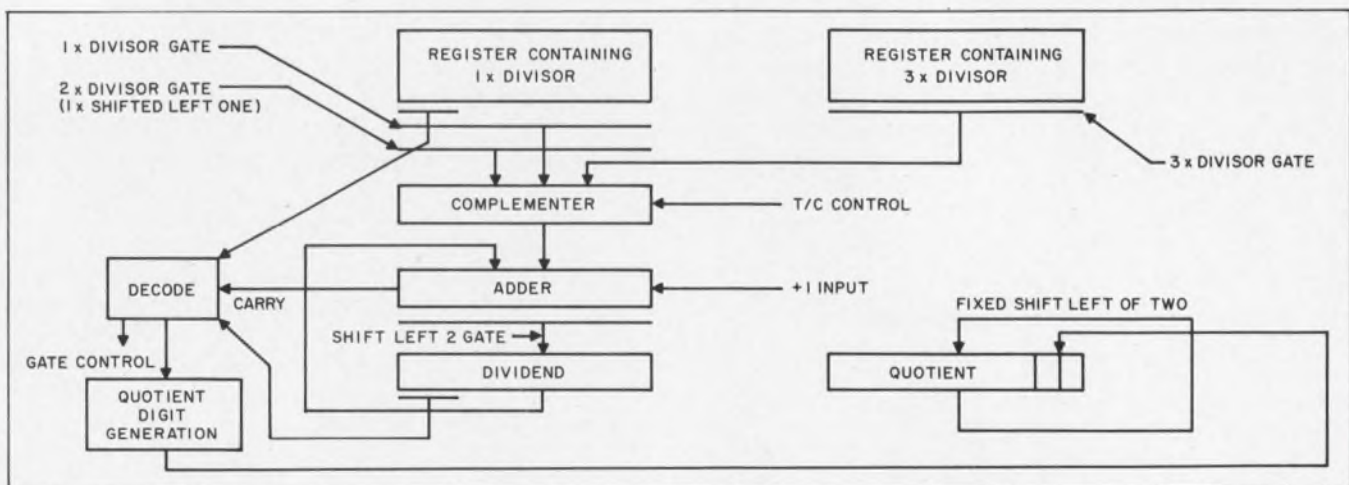 1 x DIVISOR GATE
2 x DIVISOR GATE
(1 x SHIFTED LEFT ONE)
REGISTER CONTAINING
1 x DIVISOR
REGISTER CONTAINING
3 x DIVISOR
3 x DIVISOR GATE
COMPLEMENTER
T/C CONTROL
DECODE
CARRY
ADDER
+1 INPUT
FIXED SHIFT LEFT OF TWO
SHIFT LEFT 2 GATE
GATE CONTROL
DIVIDEND
QUOTIENT
QUOTIENT
DIGIT
GENERATION